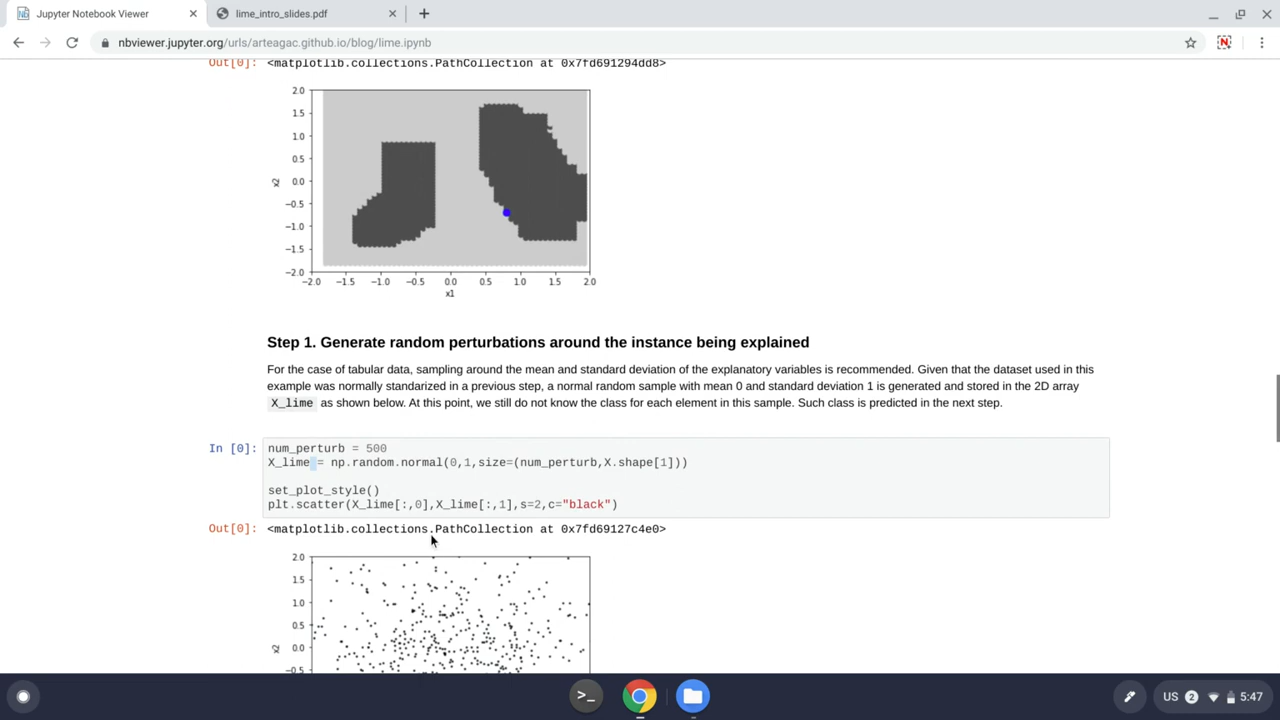 Jupyter Notebook Viewer
lime_intro_slides.pdf
nbviewer.jupyter.org/urls/arteagac.github.io/blog/lime.ipynb
Out[0]: <matplotlib.collections.PathCollection at 0x7fd691294dd8>
2.0
1.5
1.0
0.5
0.0
−0.5
−1.0
−1.5
−2.0
x2
−2.0 −1.5 −1.0 −0.5 0.0 0.5 1.0 1.5 2.0
x1
Step 1. Generate random perturbations around the instance being explained
For the case of tabular data, sampling around the mean and standard deviation of the explanatory variables is recommended. Given that the dataset used in this
example was normally standarized in a previous step, a normal random sample with mean 0 and standard deviation 1 is generated and stored in the 2D array
X_lime as shown below. At this point, we still do not know the class for each element in this sample. Such class is predicted in the next step.
In [0]: num_perturb = 500
X_lime = np.random.normal(0,1,size=(num_perturb,X.shape[1]))
set_plot_style()
plt.scatter(X_lime[:,0],X_lime[:,1],s=2,c="black")
Out[0]: <matplotlib.collections.PathCollection at 0x7fd69127c4e0>
2.0
1.5
1.0
0.5
0.0
−0.5
x2
US 2 5:47